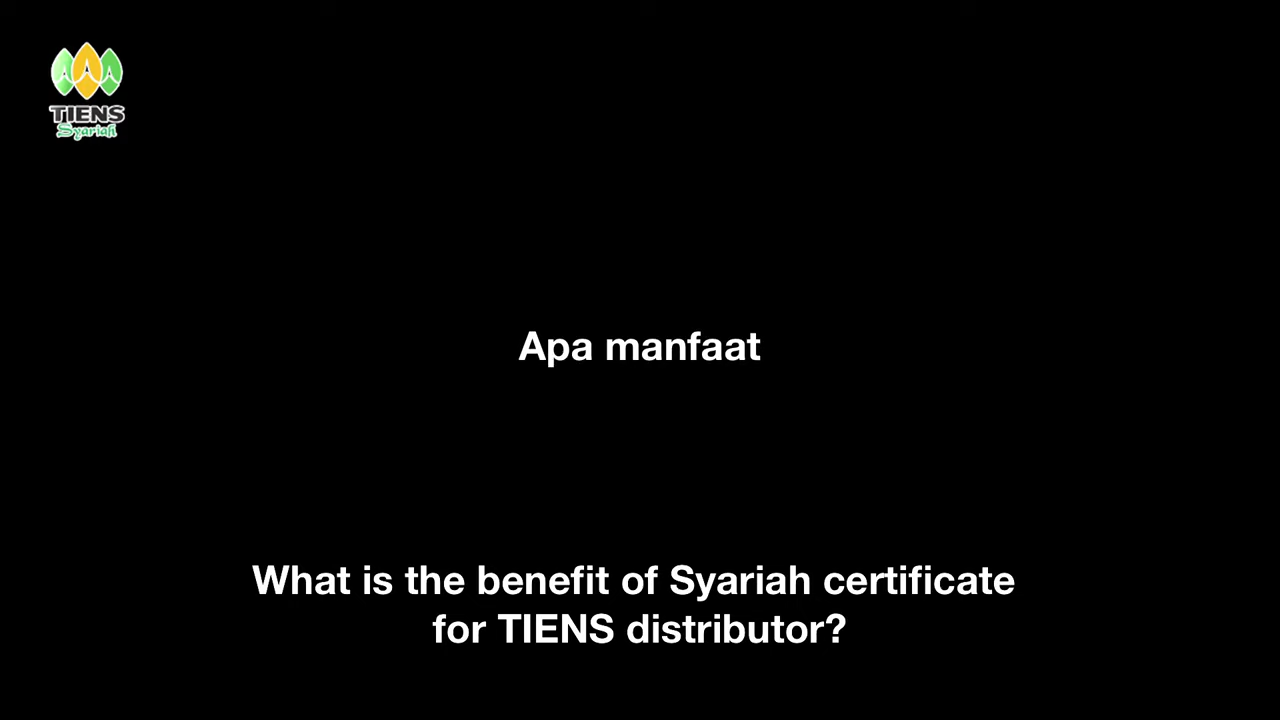 TIENS
Syariah
Apa manfaat
What is the benefit of Syariah certificate
for TIENS distributor?